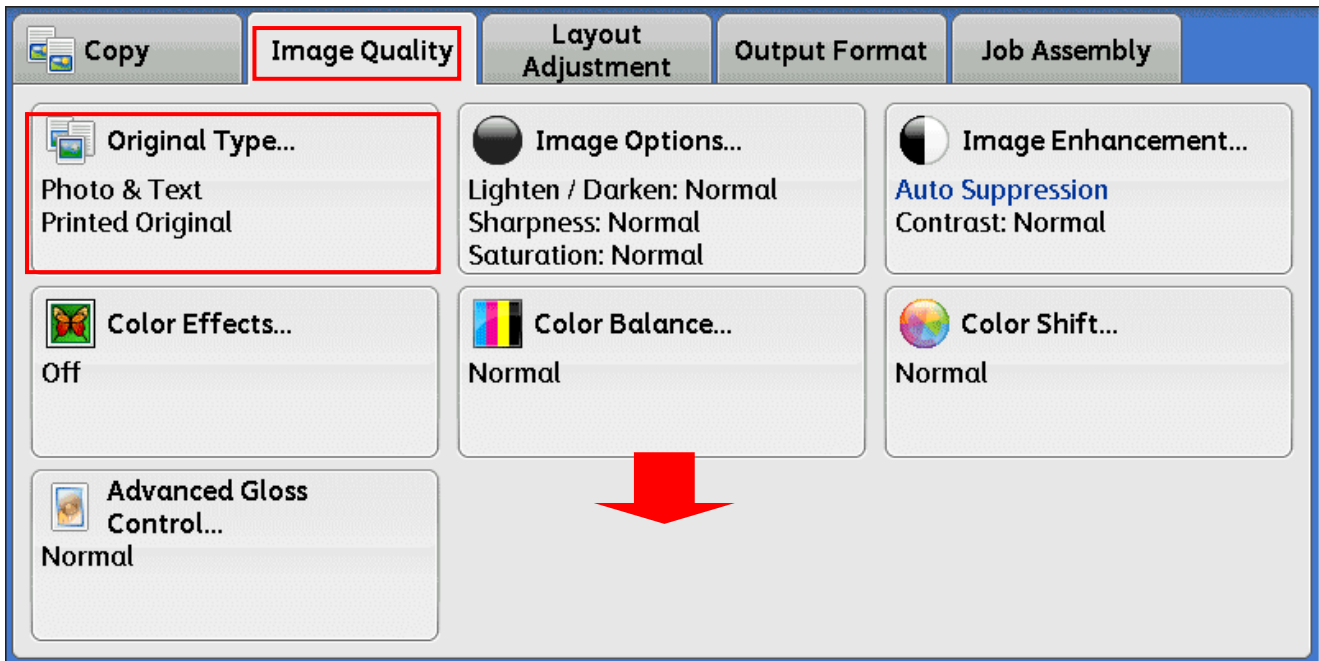 Copy
Image Quality
Layout
Adjustment
Output Format
Job Assembly
Original Type...
Photo & Text
Printed Original
Image Options...
Lighten / Darken: Normal
Sharpness: Normal
Saturation: Normal
Image Enhancement...
Auto Suppression
Contrast: Normal
Color Effects...
Off
Color Balance...
Normal
Color Shift...
Normal
Advanced Gloss
Control...
Normal